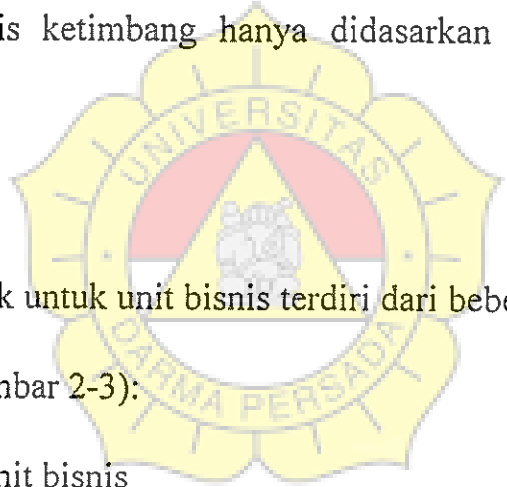 is ketimbang hanya didasarkan
UNIVERSITAS
k untuk unit bisnis terdiri dari bebe
mbar 2-3):
DARMA PERSADA
nit bisnis